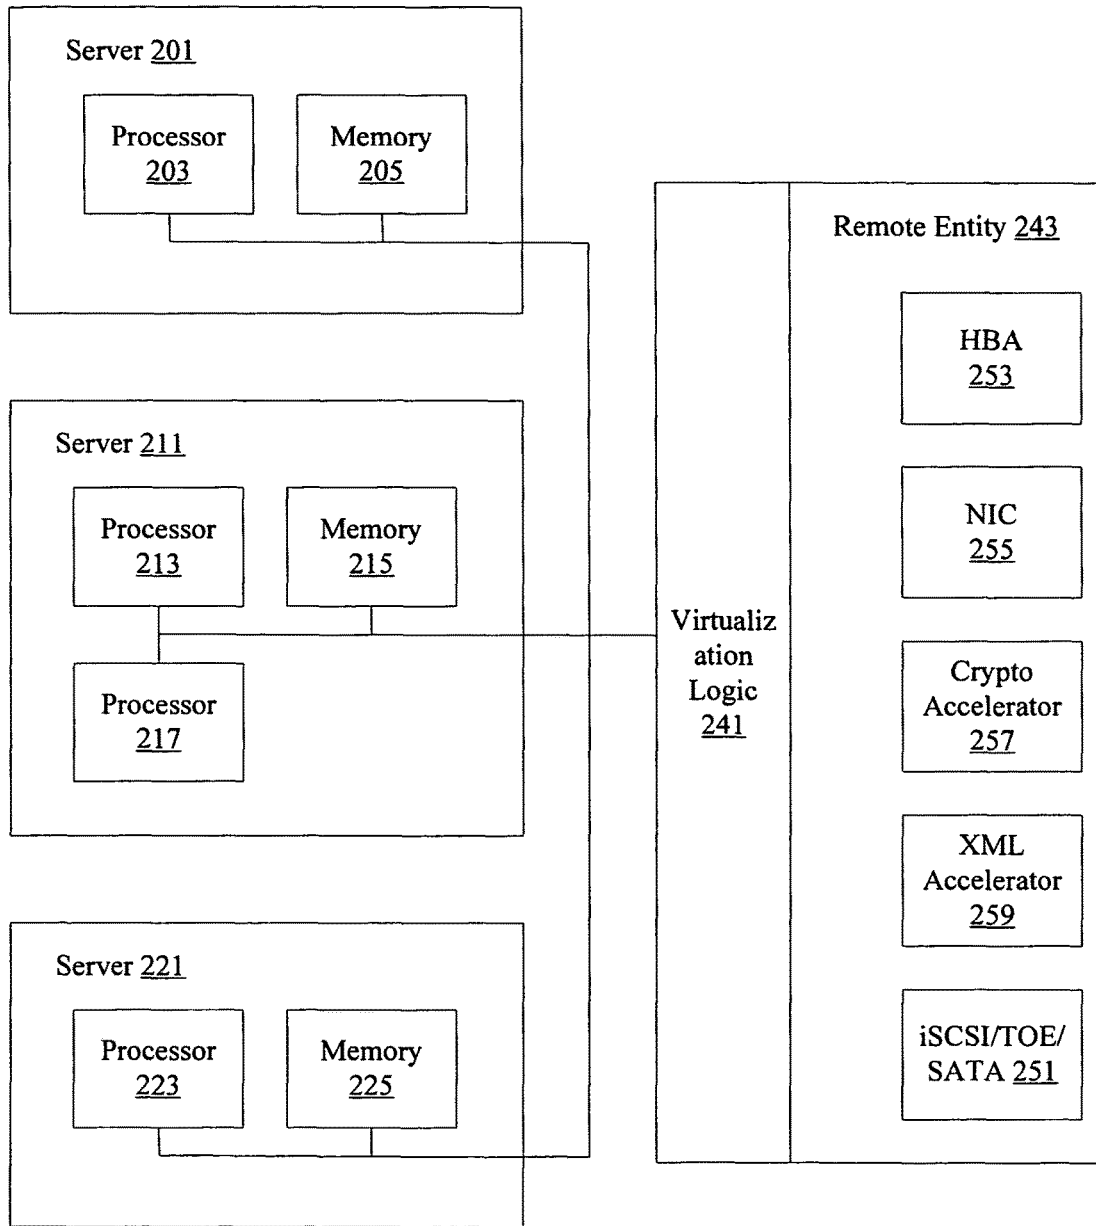 Server 201
Processor
203
Memory
205
Server 211
Processor
213
Memory
215
Processor
217
Server 221
Processor
223
Memory
225
Virtualiz
ation
Logic
241
Remote Entity 243
HBA
253
NIC
255
Crypto
Accelerator
257
XML
Accelerator
259
iSCSI/TOE/
SATA 251